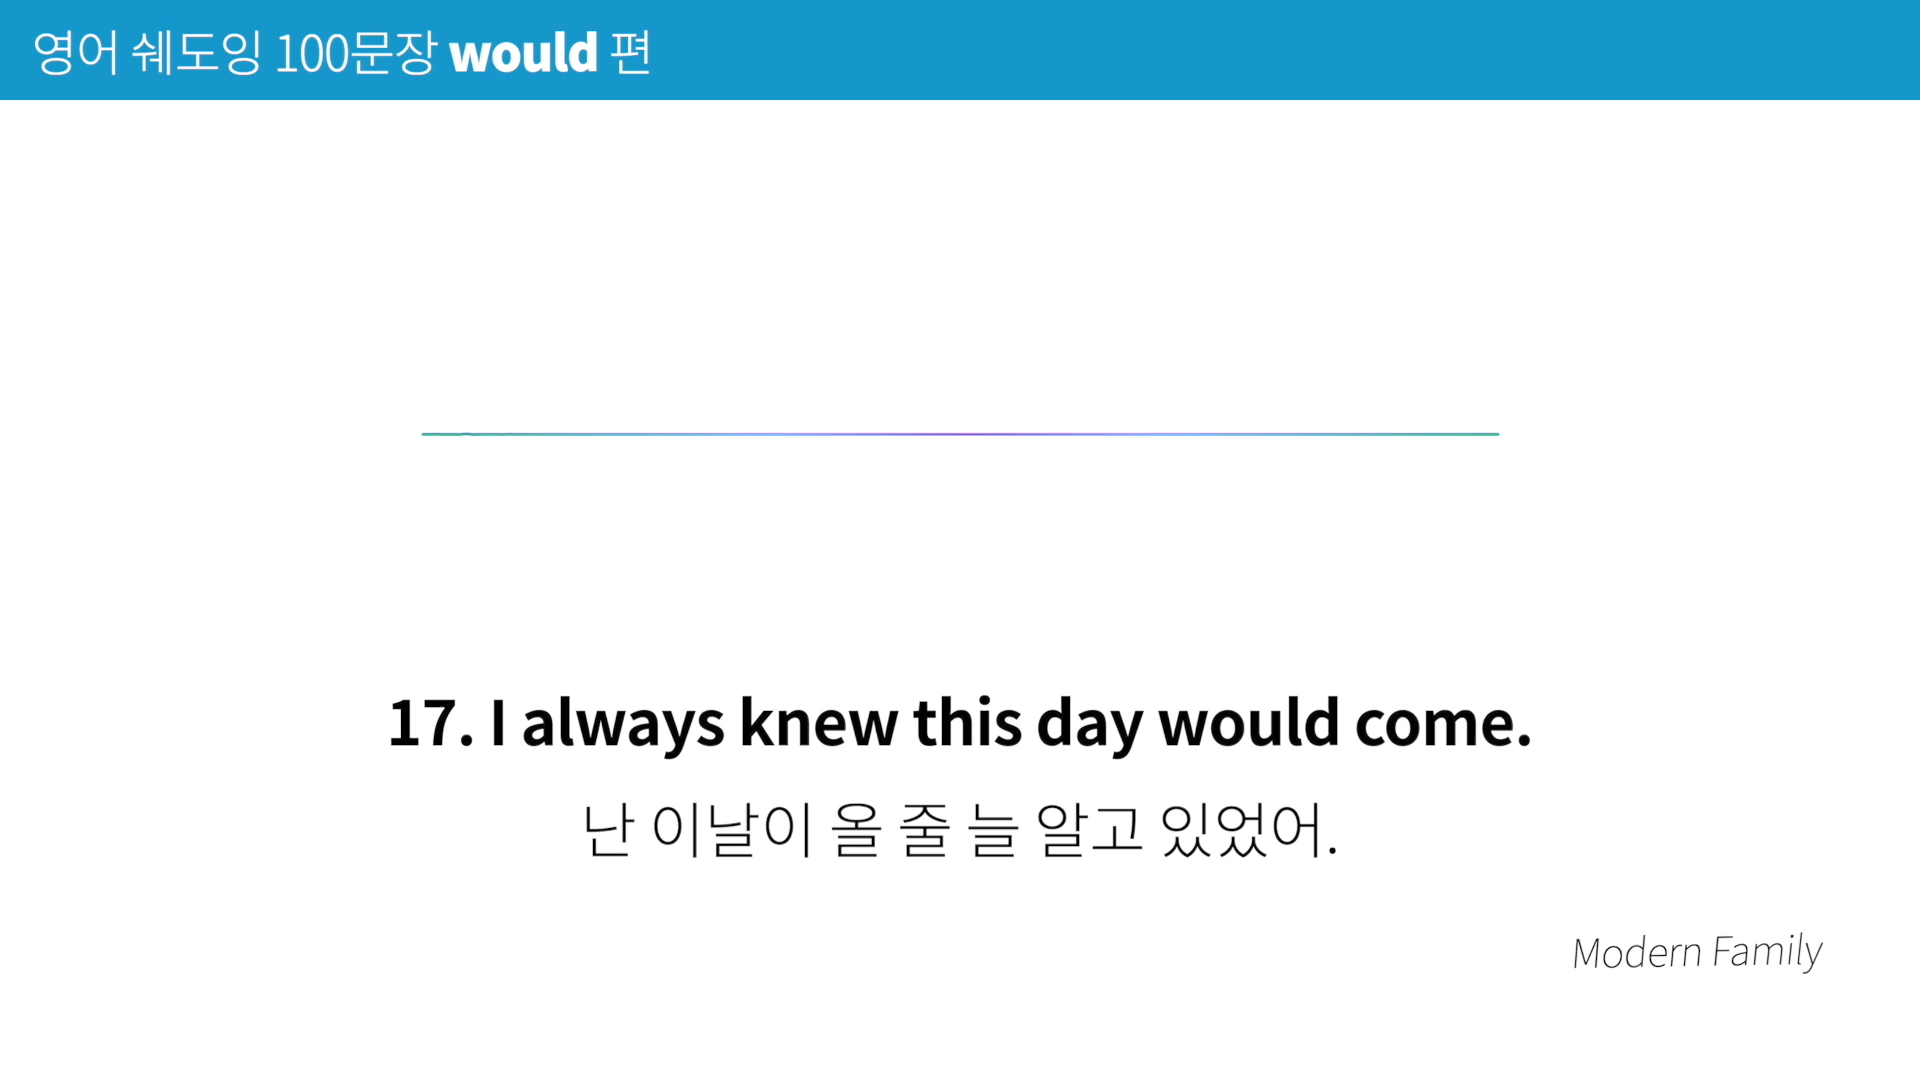 영어 쉐도잉 100문장 would 편
17. I always knew this day would come.
난 이날이 올 줄 늘 알고 있었어.
Modern Family